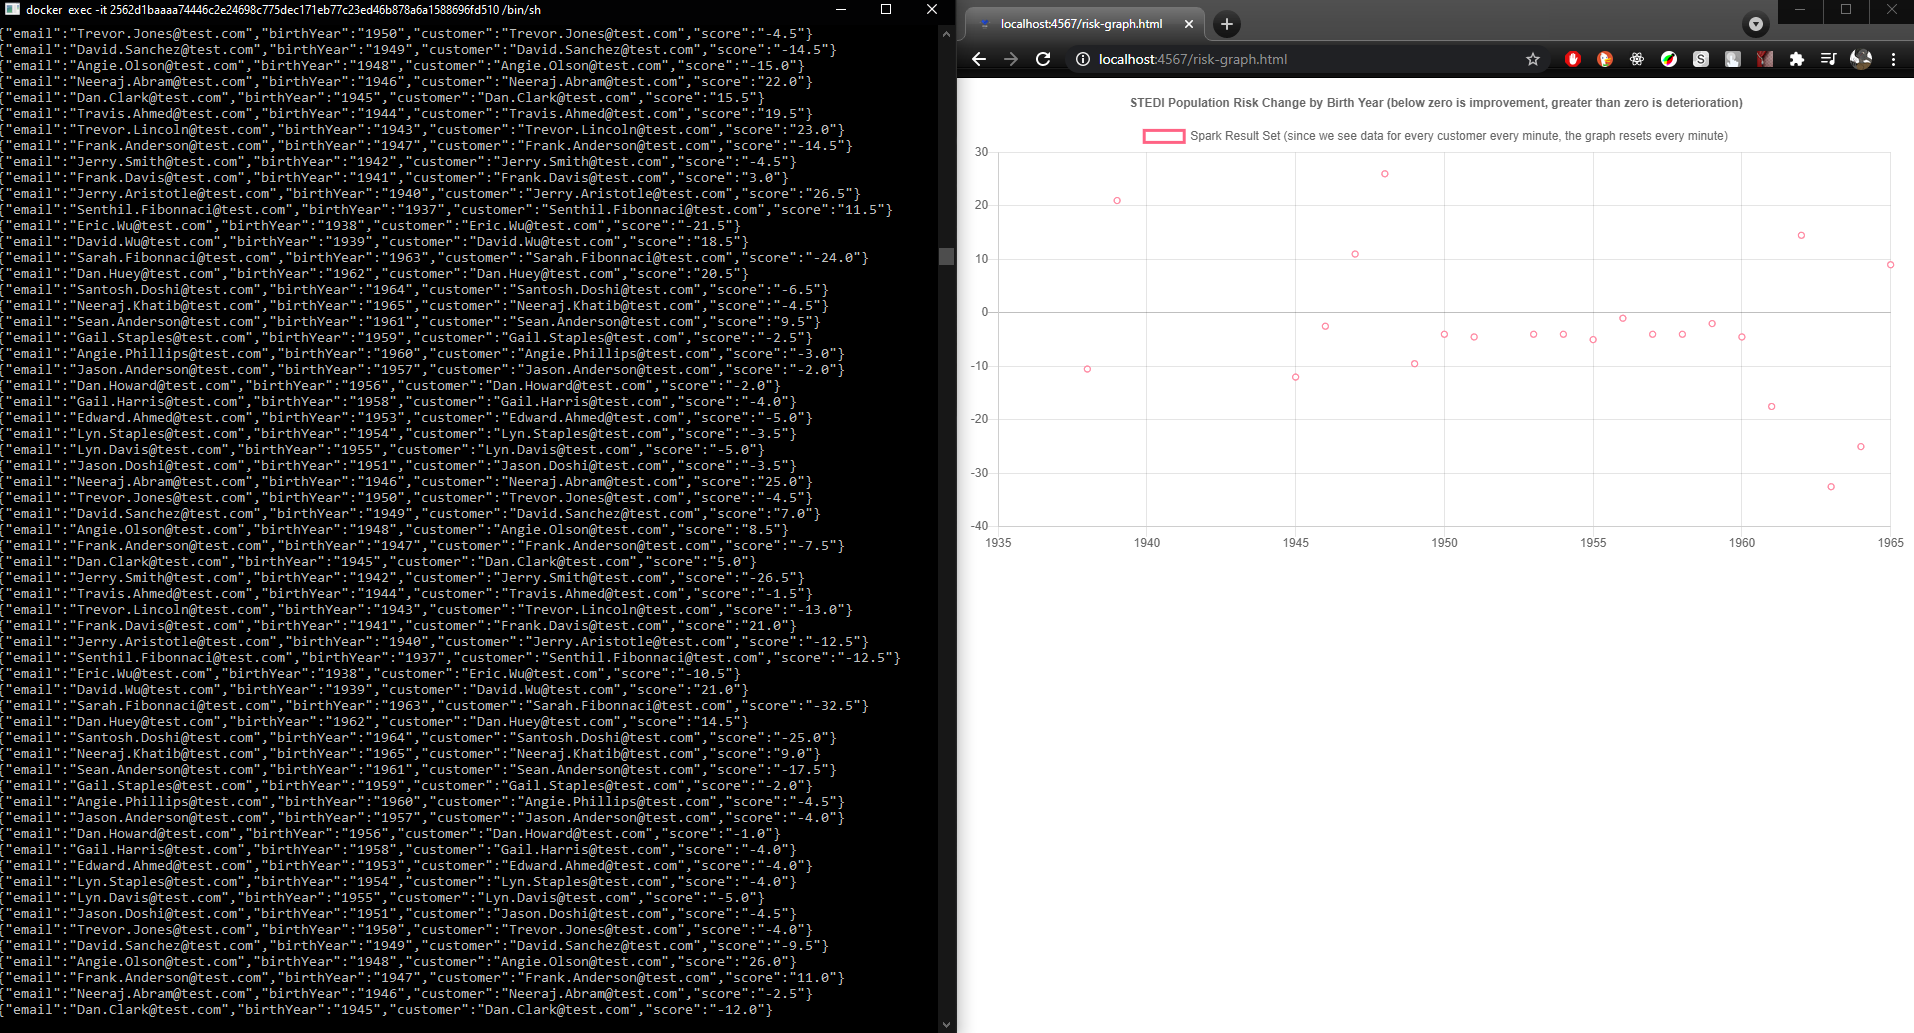 docker  exec -it 2562d1baaaa74446c2e24698c775dec171eb77c23ed46b878a6a1588696fd510 /bin/sh
{"email":"Trevor.Jones@test.com","birthYear":"1950","customer":"Trevor.Jones@test.com","score":"-4.5"}
{"email":"David.Sanchez@test.com","birthYear":"1949","customer":"David.Sanchez@test.com","score":"-14.5"}
{"email":"Angie.Olson@test.com","birthYear":"1948","customer":"Angie.Olson@test.com","score":"-15.0"}
{"email":"Neeraj.Abram@test.com","birthYear":"1946","customer":"Neeraj.Abram@test.com","score":"22.0"}
{"email":"Dan.Clark@test.com","birthYear":"1945","customer":"Dan.Clark@test.com","score":"15.5"}
{"email":"Travis.Ahmed@test.com","birthYear":"1944","customer":"Travis.Ahmed@test.com","score":"19.5"}
{"email":"Trevor.Lincoln@test.com","birthYear":"1943","customer":"Trevor.Lincoln@test.com","score":"23.0"}
{"email":"Frank.Anderson@test.com","birthYear":"1947","customer":"Frank.Anderson@test.com","score":"-14.5"}
{"email":"Jerry.Smith@test.com","birthYear":"1942","customer":"Jerry.Smith@test.com","score":"-4.5"}
{"email":"Frank.Davis@test.com","birthYear":"1941","customer":"Frank.Davis@test.com","score":"3.0"}
{"email":"Jerry.Aristotle@test.com","birthYear":"1940","customer":"Jerry.Aristotle@test.com","score":"26.5"}
{"email":"Senthil.Fibonnaci@test.com","birthYear":"1937","customer":"Senthil.Fibonnaci@test.com","score":"11.5"}
{"email":"Eric.Wu@test.com","birthYear":"1938","customer":"Eric.Wu@test.com","score":"-21.5"}
{"email":"David.Wu@test.com","birthYear":"1939","customer":"David.Wu@test.com","score":"18.5"}
{"email":"Sarah.Fibonnaci@test.com","birthYear":"1963","customer":"Sarah.Fibonnaci@test.com","score":"-24.0"}
{"email":"Dan.Huey@test.com","birthYear":"1962","customer":"Dan.Huey@test.com","score":"20.5"}
{"email":"Santosh.Doshi@test.com","birthYear":"1964","customer":"Santosh.Doshi@test.com","score":"-6.5"}
{"email":"Neeraj.Khatib@test.com","birthYear":"1965","customer":"Neeraj.Khatib@test.com","score":"-4.5"}
{"email":"Sean.Anderson@test.com","birthYear":"1961","customer":"Sean.Anderson@test.com","score":"9.5"}
{"email":"Gail.Staples@test.com","birthYear":"1959","customer":"Gail.Staples@test.com","score":"-2.5"}
{"email":"Angie.Phillips@test.com","birthYear":"1960","customer":"Angie.Phillips@test.com","score":"-3.0"}
{"email":"Jason.Anderson@test.com","birthYear":"1957","customer":"Jason.Anderson@test.com","score":"-2.0"}
{"email":"Dan.Howard@test.com","birthYear":"1956","customer":"Dan.Howard@test.com","score":"-2.0"}
{"email":"Gail.Harris@test.com","birthYear":"1958","customer":"Gail.Harris@test.com","score":"-4.0"}
{"email":"Edward.Ahmed@test.com","birthYear":"1953","customer":"Edward.Ahmed@test.com","score":"-5.0"}
{"email":"Lyn.Staples@test.com","birthYear":"1954","customer":"Lyn.Staples@test.com","score":"-3.5"}
{"email":"Lyn.Davis@test.com","birthYear":"1955","customer":"Lyn.Davis@test.com","score":"-5.0"}
{"email":"Jason.Doshi@test.com","birthYear":"1951","customer":"Jason.Doshi@test.com","score":"-3.5"}
{"email":"Neeraj.Abram@test.com","birthYear":"1946","customer":"Neeraj.Abram@test.com","score":"25.0"}
{"email":"Trevor.Jones@test.com","birthYear":"1950","customer":"Trevor.Jones@test.com","score":"-4.5"}
{"email":"David.Sanchez@test.com","birthYear":"1949","customer":"David.Sanchez@test.com","score":"7.0"}
{"email":"Angie.Olson@test.com","birthYear":"1948","customer":"Angie.Olson@test.com","score":"8.5"}
{"email":"Frank.Anderson@test.com","birthYear":"1947","customer":"Frank.Anderson@test.com","score":"-7.5"}
{"email":"Dan.Clark@test.com","birthYear":"1945","customer":"Dan.Clark@test.com","score":"5.0"}
{"email":"Jerry.Smith@test.com","birthYear":"1942","customer":"Jerry.Smith@test.com","score":"-26.5"}
{"email":"Travis.Ahmed@test.com","birthYear":"1944","customer":"Travis.Ahmed@test.com","score":"-1.5"}
{"email":"Trevor.Lincoln@test.com","birthYear":"1943","customer":"Trevor.Lincoln@test.com","score":"-13.0"}
{"email":"Frank.Davis@test.com","birthYear":"1941","customer":"Frank.Davis@test.com","score":"21.0"}
{"email":"Jerry.Aristotle@test.com","birthYear":"1940","customer":"Jerry.Aristotle@test.com","score":"-12.5"}
{"email":"Senthil.Fibonnaci@test.com","birthYear":"1937","customer":"Senthil.Fibonnaci@test.com","score":"-12.5"}
{"email":"Eric.Wu@test.com","birthYear":"1938","customer":"Eric.Wu@test.com","score":"-10.5"}
{"email":"David.Wu@test.com","birthYear":"1939","customer":"David.Wu@test.com","score":"21.0"}
{"email":"Sarah.Fibonnaci@test.com","birthYear":"1963","customer":"Sarah.Fibonnaci@test.com","score":"-32.5"}
{"email":"Dan.Huey@test.com","birthYear":"1962","customer":"Dan.Huey@test.com","score":"14.5"}
{"email":"Santosh.Doshi@test.com","birthYear":"1964","customer":"Santosh.Doshi@test.com","score":"-25.0"}
{"email":"Neeraj.Khatib@test.com","birthYear":"1965","customer":"Neeraj.Khatib@test.com","score":"9.0"}
{"email":"Sean.Anderson@test.com","birthYear":"1961","customer":"Sean.Anderson@test.com","score":"-17.5"}
{"email":"Gail.Staples@test.com","birthYear":"1959","customer":"Gail.Staples@test.com","score":"-2.0"}
{"email":"Angie.Phillips@test.com","birthYear":"1960","customer":"Angie.Phillips@test.com","score":"-4.5"}
{"email":"Jason.Anderson@test.com","birthYear":"1957","customer":"Jason.Anderson@test.com","score":"-4.0"}
{"email":"Dan.Howard@test.com","birthYear":"1956","customer":"Dan.Howard@test.com","score":"-1.0"}
{"email":"Gail.Harris@test.com","birthYear":"1958","customer":"Gail.Harris@test.com","score":"-4.0"}
{"email":"Edward.Ahmed@test.com","birthYear":"1953","customer":"Edward.Ahmed@test.com","score":"-4.0"}
{"email":"Lyn.Staples@test.com","birthYear":"1954","customer":"Lyn.Staples@test.com","score":"-4.0"}
{"email":"Lyn.Davis@test.com","birthYear":"1955","customer":"Lyn.Davis@test.com","score":"-5.0"}
{"email":"Jason.Doshi@test.com","birthYear":"1951","customer":"Jason.Doshi@test.com","score":"-4.5"}
{"email":"Trevor.Jones@test.com","birthYear":"1950","customer":"Trevor.Jones@test.com","score":"-4.0"}
{"email":"David.Sanchez@test.com","birthYear":"1949","customer":"David.Sanchez@test.com","score":"-9.5"}
{"email":"Angie.Olson@test.com","birthYear":"1948","customer":"Angie.Olson@test.com","score":"26.0"}
{"email":"Frank.Anderson@test.com","birthYear":"1947","customer":"Frank.Anderson@test.com","score":"11.0"}
{"email":"Neeraj.Abram@test.com","birthYear":"1946","customer":"Neeraj.Abram@test.com","score":"-2.5"}
{"email":"Dan.Clark@test.com","birthYear":"1945","customer":"Dan.Clark@test.com","score":"-12.0"}
localhost:4567/risk-graph.html
localhost:4567/risk-graph.html
S
STEDI Population Risk Change by Birth Year (below zero is improvement, greater than zero is deterioration)
Spark Result Set (since we see data for every customer every minute, the graph resets every minute)
30
20
10
0
-10
-20
-30
-40
1935 1940 1945 1950 1955 1960 1965